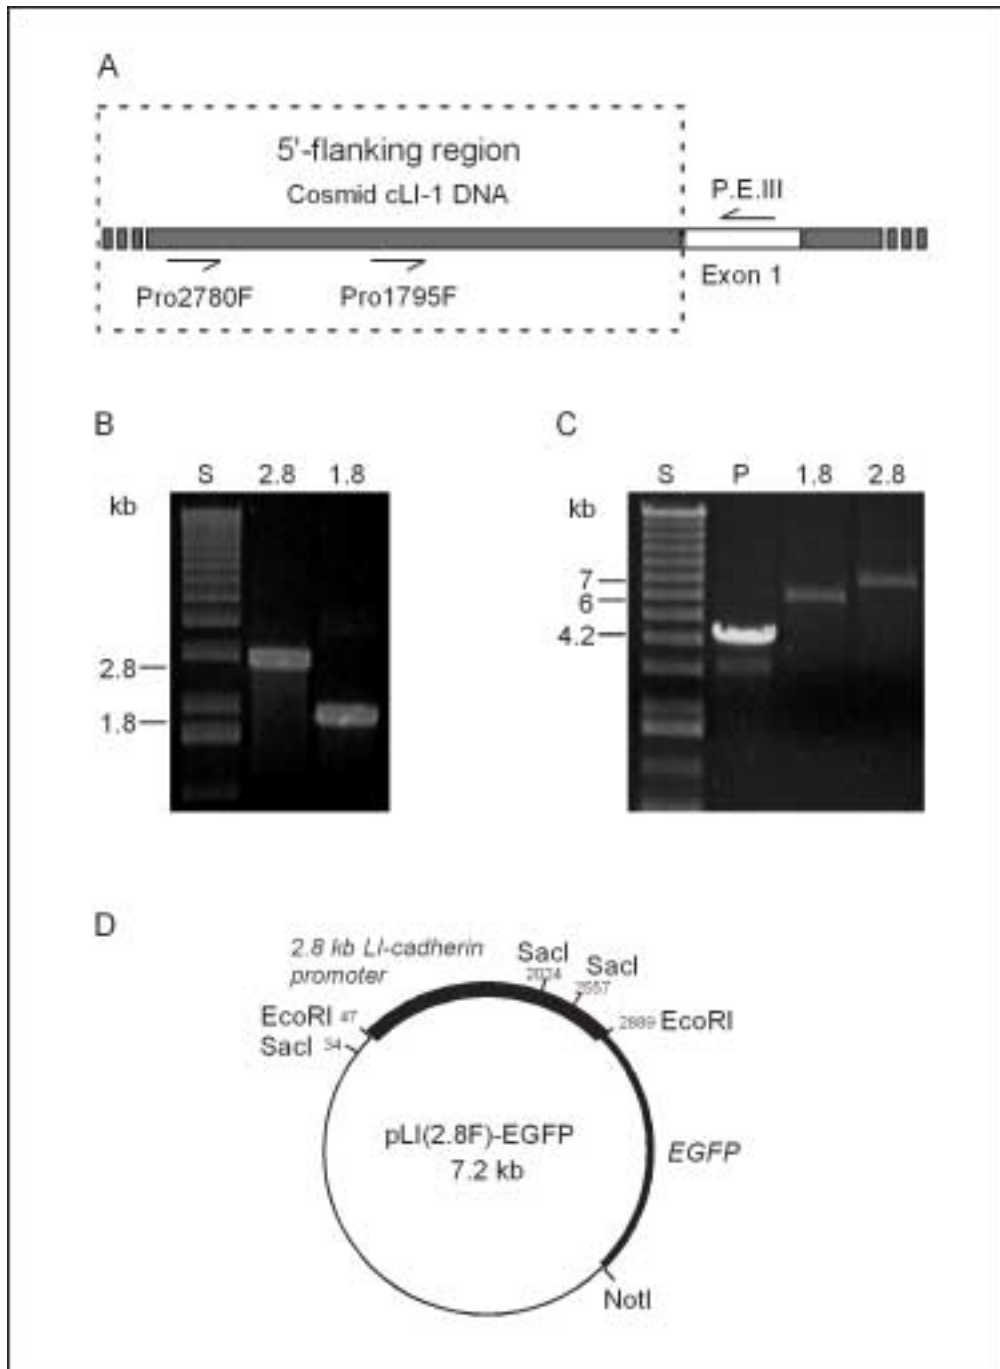 A
5'-flanking region
Cosmid cLI-1 DNA
P.E.III
Exon 1
Pro2780F
Pro1795F
B
S 2.8 1.8
kb
2.8
1.8
C
S P 1.8 2.8
kb
7
6
4.2
D
2.8 kb LI-cadherin
promoter
SacI
2024
SacI
2557
EcoRI 47
SacI 34
2889 EcoRI
pLI(2.8F)-EGFP
7.2 kb
EGFP
NotI